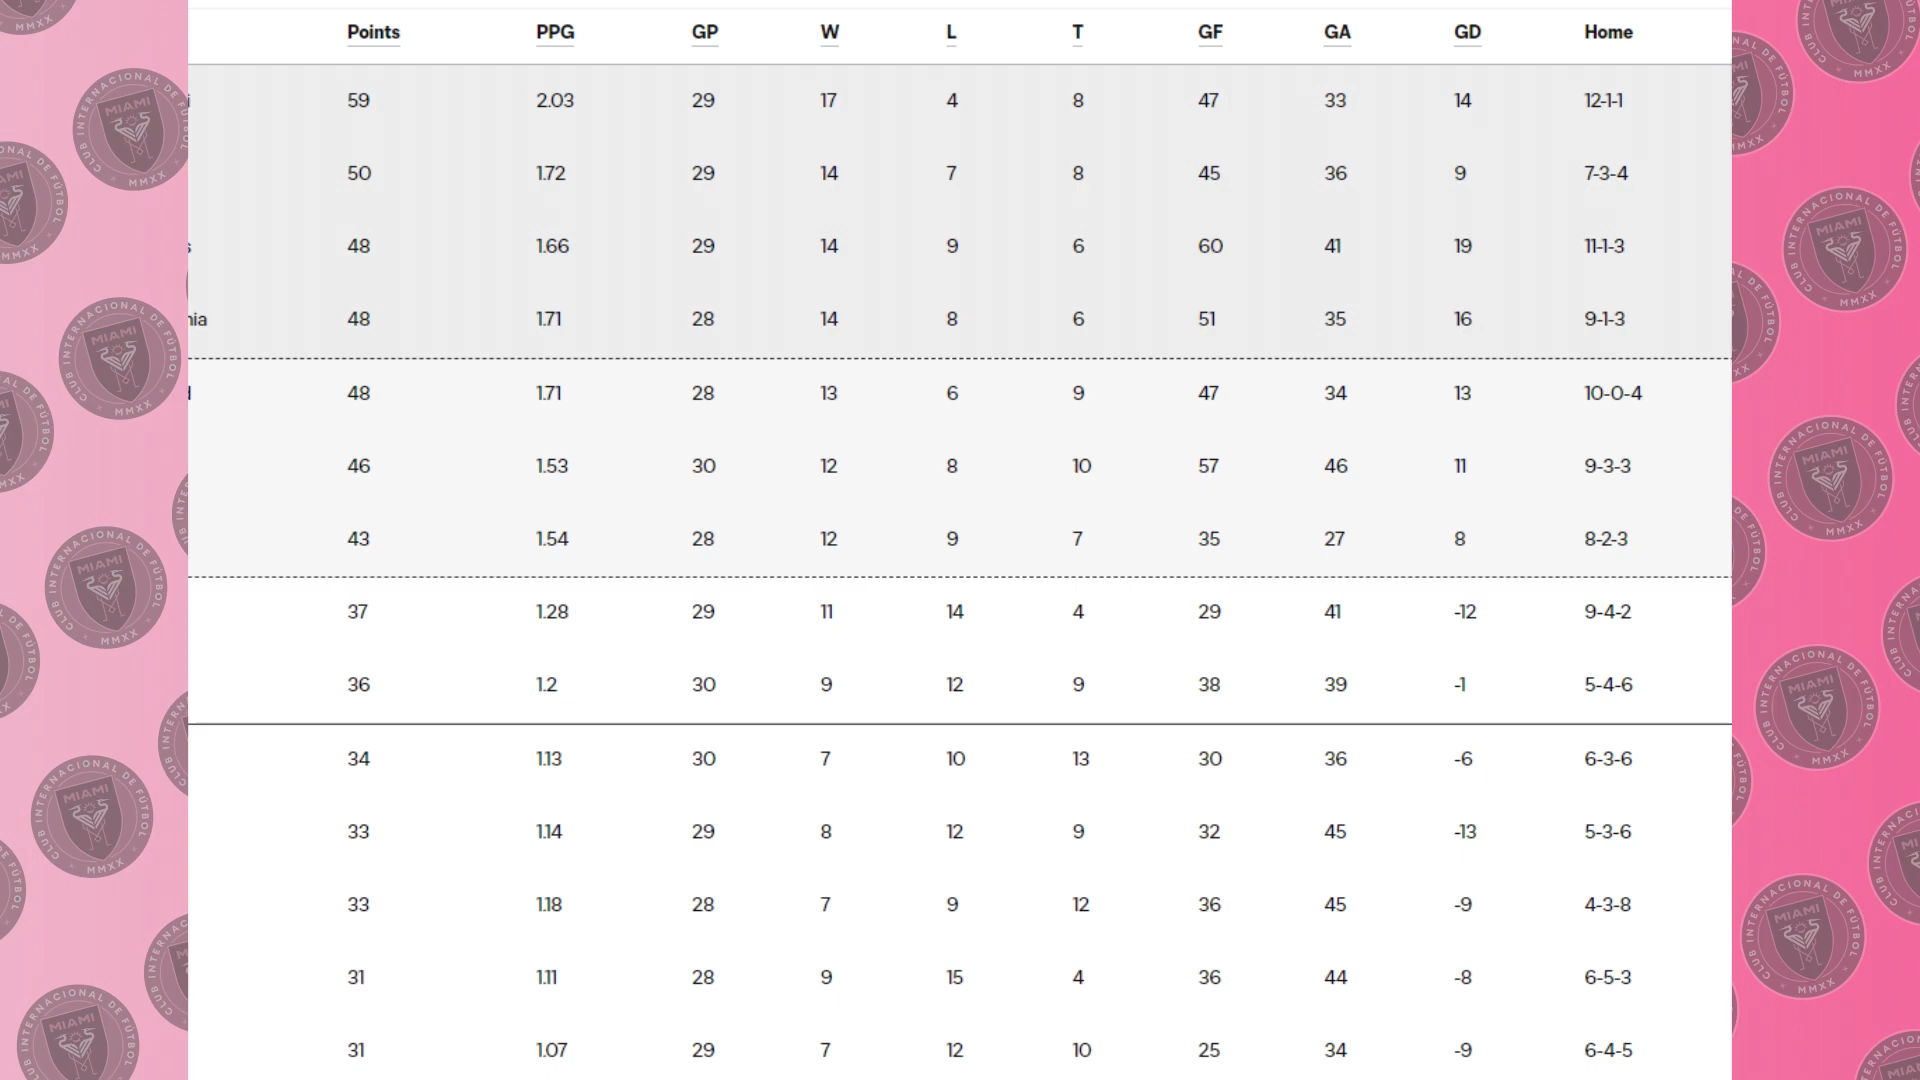 Points PPG GP W L T GF GA GD Home
59 2.03 29 17 4 8 47 33 14 12-1-1
50 1.72 29 14 7 8 45 36 9 7-3-4
s 48 1.66 29 14 9 6 60 41 19 11-1-3
nia 48 1.71 28 14 8 6 51 35 16 9-1-3
d 48 1.71 28 13 6 9 47 34 13 10-0-4
46 1.53 30 12 8 10 57 46 11 9-3-3
43 1.54 28 12 9 7 35 27 8 8-2-3
37 1.28 29 11 14 4 29 41 -12 9-4-2
36 1.2 30 9 12 9 38 39 -1 5-4-6
34 1.13 30 7 10 13 30 36 -6 6-3-6
33 1.14 29 8 12 9 32 45 -13 5-3-6
33 1.18 28 7 9 12 36 45 -9 4-3-8
31 1.11 28 9 15 4 36 44 -8 6-5-3
31 1.07 29 7 12 10 25 34 -9 6-4-5
CLUB INTERNACIONAL DE FÚTBOL
MIAMI
MMXX